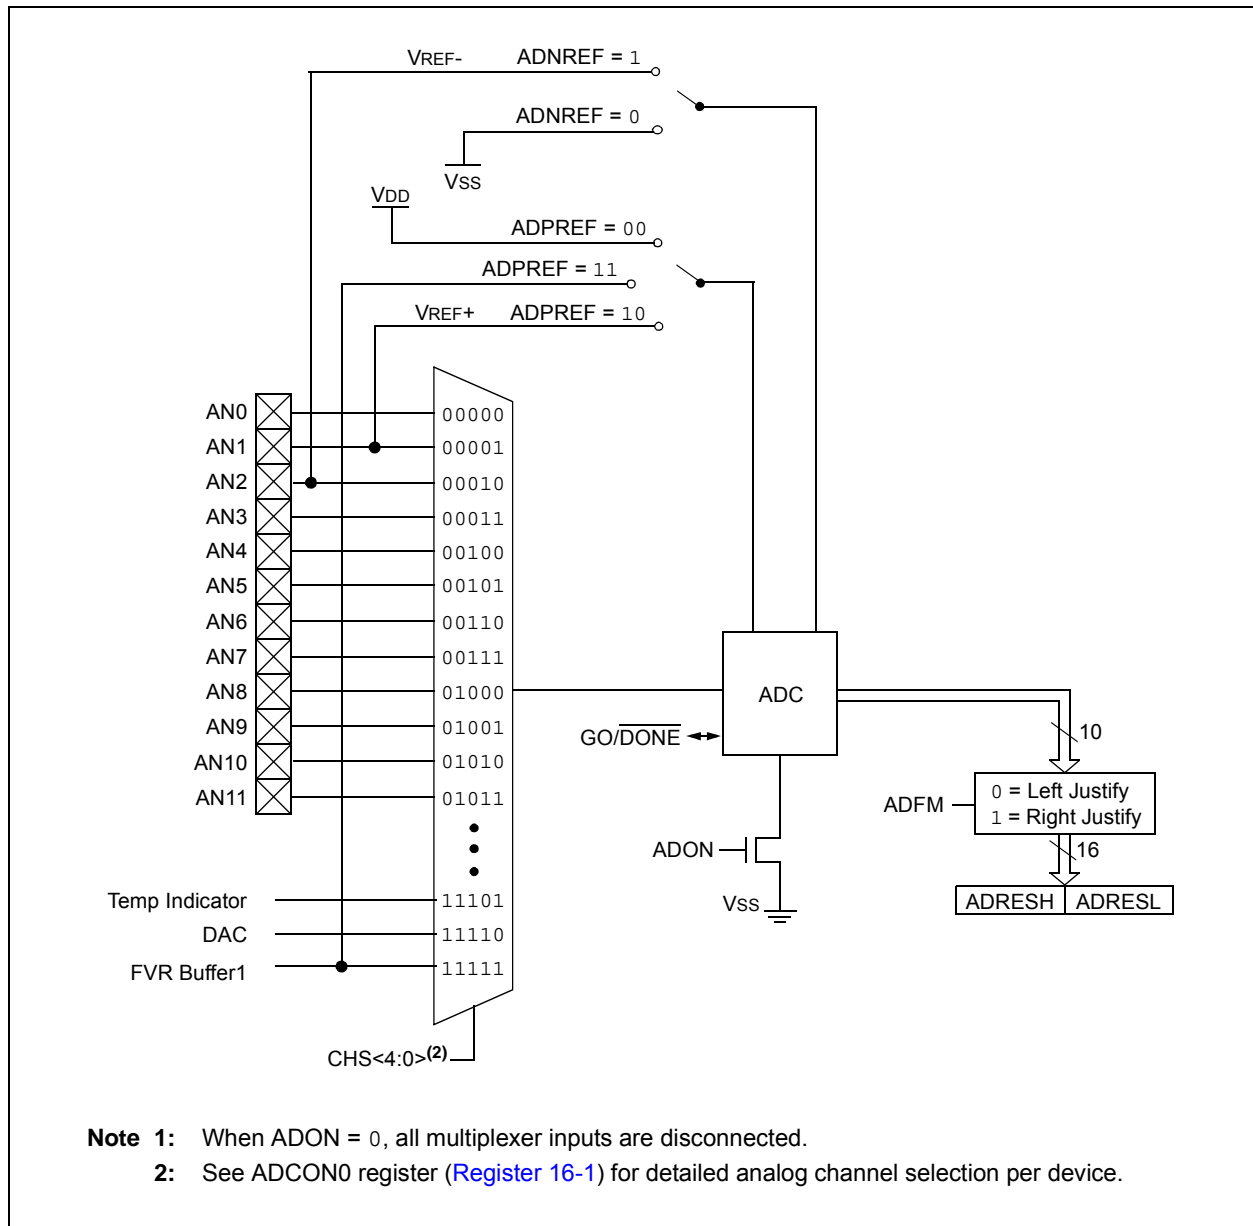 VREF- ADNREF = 1
ADNREF = 0
VSS
VDD
ADPREF = 00
ADPREF = 11
VREF+ ADPREF = 10
AN0 00000
AN1 00001
AN2 00010
AN3 00011
AN4 00100
AN5 00101
AN6 00110
AN7 00111
AN8 01000
AN9 01001
AN10 01010
AN11 01011
ADC
GO/DONE
10
ADFM
0 = Left Justify
1 = Right Justify
16
ADON
ADRESH ADRESL
Vss
Temp Indicator 11101
DAC 11110
FVR Buffer1 11111
CHS<4:0>(2)
Note 1: When ADON = 0, all multiplexer inputs are disconnected.
2: See ADCON0 register (Register 16-1) for detailed analog channel selection per device.